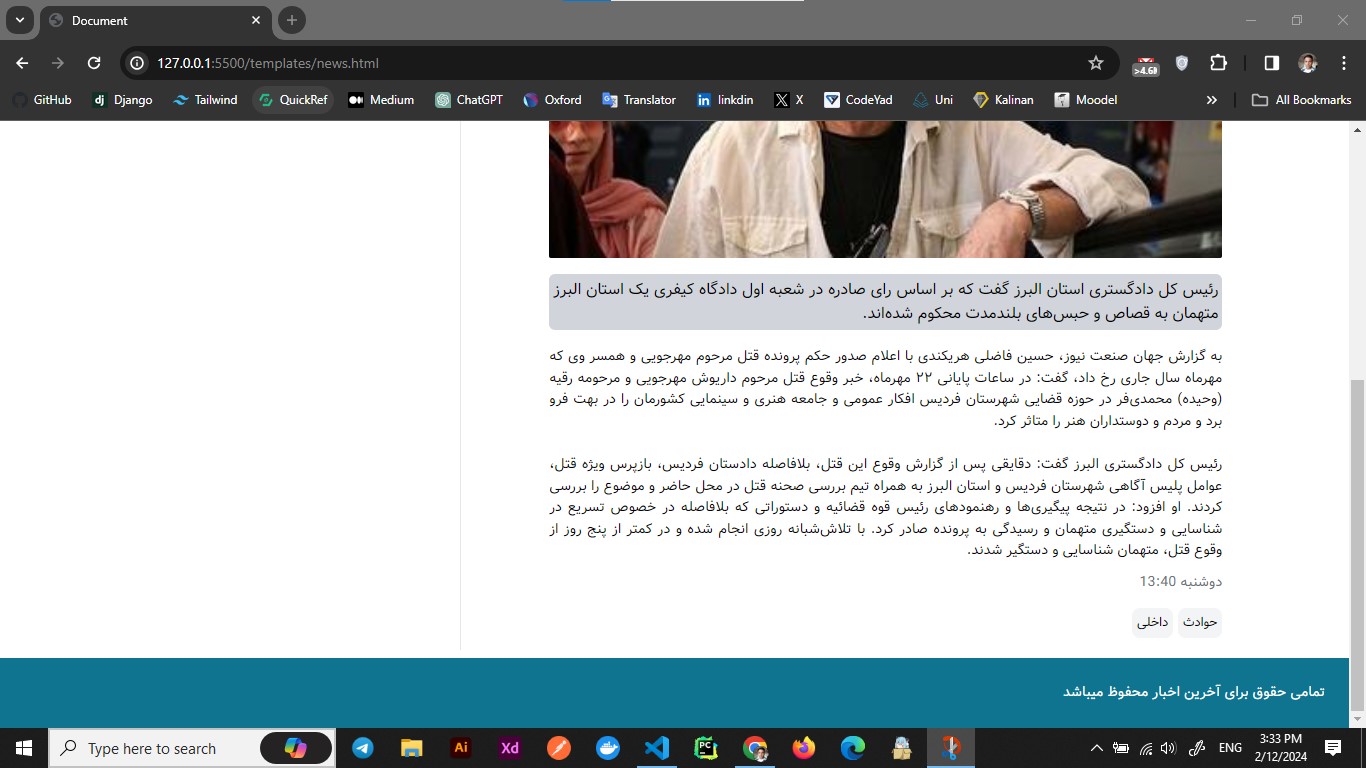 Document
127.0.0.1:5500/templates/news.html
>4.60
GitHub
Django
Tailwind
QuickRef
Medium
ChatGPT
Oxford
Translator
linkdin
X
CodeYad
Uni
Kalinan
Moodel
All Bookmarks
رئیس کل دادگستری استان البرز گفت که بر اساس رای صادره در شعبه اول دادگاه کیفری یک استان البرز
متهمان به قصاص و حبس‌های بلندمدت محکوم شده‌اند.
به گزارش جهان صنعت نیوز، حسین فاضلی هریکندی با اعلام صدور حکم پرونده قتل مرحوم مهرجویی و همسر وی که
مهرماه سال جاری رخ داد، گفت: در ساعات پایانی ۲۲ مهرماه، خبر وقوع قتل مرحوم داریوش مهرجویی و مرحومه رقیه
(وحیده) محمدی‌فر در حوزه قضایی شهرستان فردیس افکار عمومی و جامعه هنری و سینمایی کشورمان را در بهت فرو
برد و مردم و دوستداران هنر را متاثر کرد.
رئیس کل دادگستری البرز گفت: دقایقی پس از گزارش وقوع این قتل، بلافاصله دادستان فردیس، بازپرس ویژه قتل،
عوامل پلیس آگاهی شهرستان فردیس و استان البرز به همراه تیم بررسی صحنه قتل در محل حاضر و موضوع را بررسی
کردند. او افزود: در نتیجه پیگیری‌ها و رهنمودهای رئیس قوه قضائیه و دستوراتی که بلافاصله در خصوص تسریع در
شناسایی و دستگیری متهمان و رسیدگی به پرونده صادر کرد. با تلاش‌شبانه روزی انجام شده و در کمتر از پنج روز از
وقوع قتل، متهمان شناسایی و دستگیر شدند.
دوشنبه 13:40
حوادث
داخلی
تمامی حقوق برای آخرین اخبار محفوظ میباشد
Type here to search
Ai
Xd
PC
ENG
3:33 PM
2/12/2024